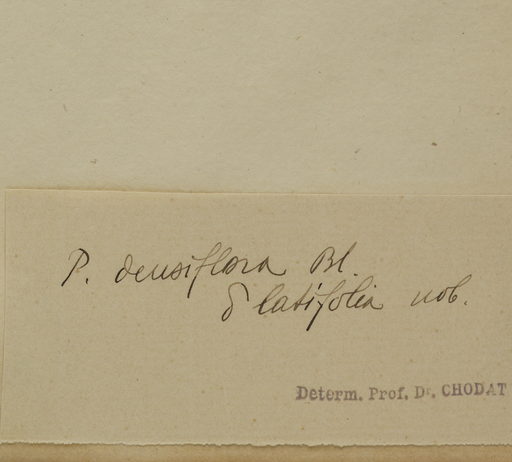 P. densiflora Bl.
δ latifolia nob.
Determ. Prof. Dr. CHODAT